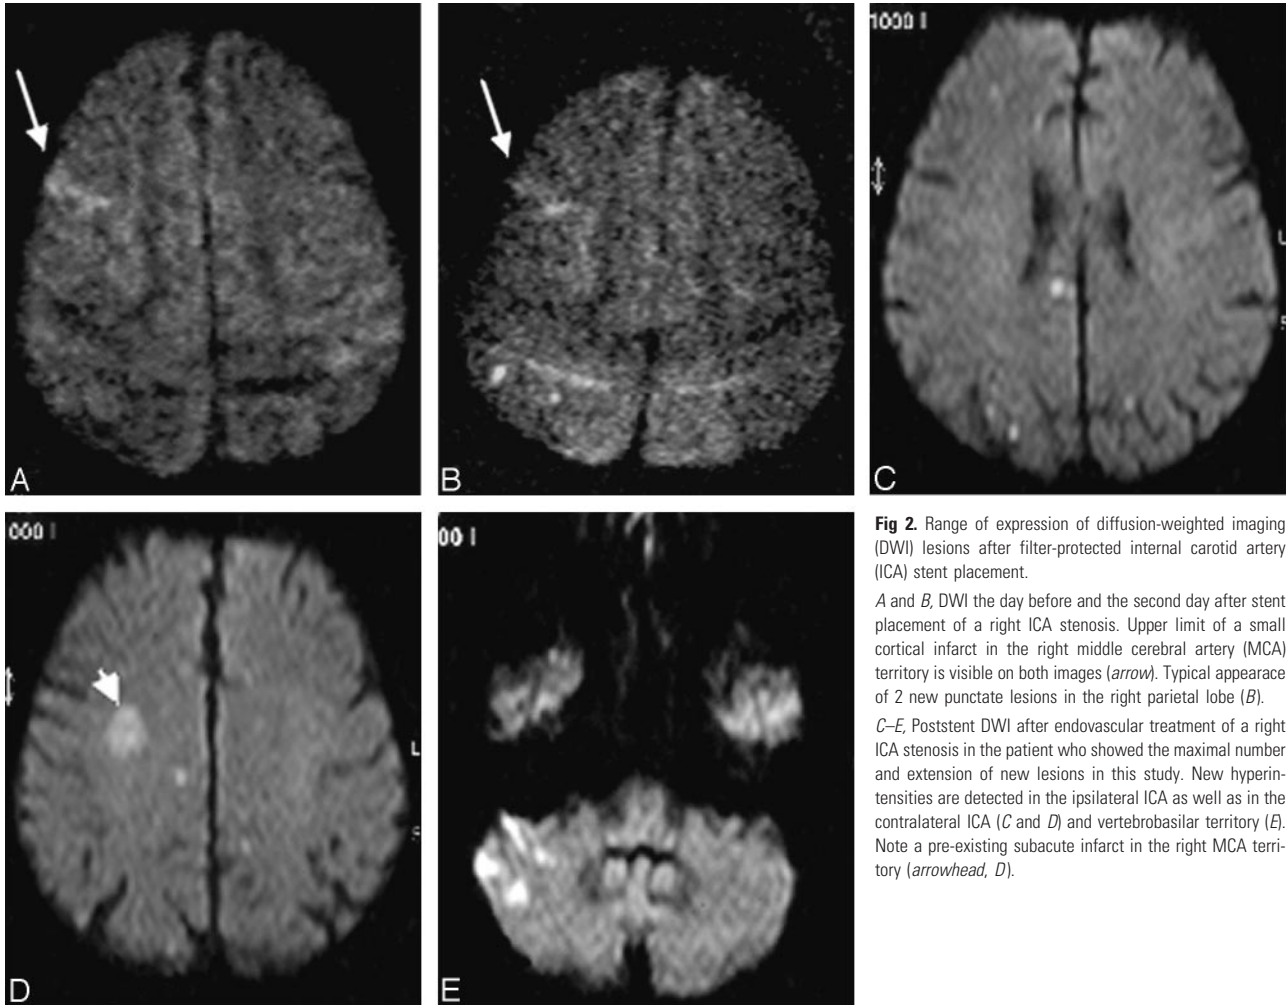 A
B
1000 I
L
C
000 I
L
S
D
00 I
E
Fig 2. Range of expression of diffusion-weighted imaging
(DWI) lesions after filter-protected internal carotid artery
(ICA) stent placement.
A and B, DWI the day before and the second day after stent
placement of a right ICA stenosis. Upper limit of a small
cortical infarct in the right middle cerebral artery (MCA)
territory is visible on both images (arrow). Typical appearace
of 2 new punctate lesions in the right parietal lobe (B).
C–E, Poststent DWI after endovascular treatment of a right
ICA stenosis in the patient who showed the maximal number
and extension of new lesions in this study. New hyperin-
tensities are detected in the ipsilateral ICA as well as in the
contralateral ICA (C and D) and vertebrobasilar territory (E).
Note a pre-existing subacute infarct in the right MCA terri-
tory (arrowhead, D).